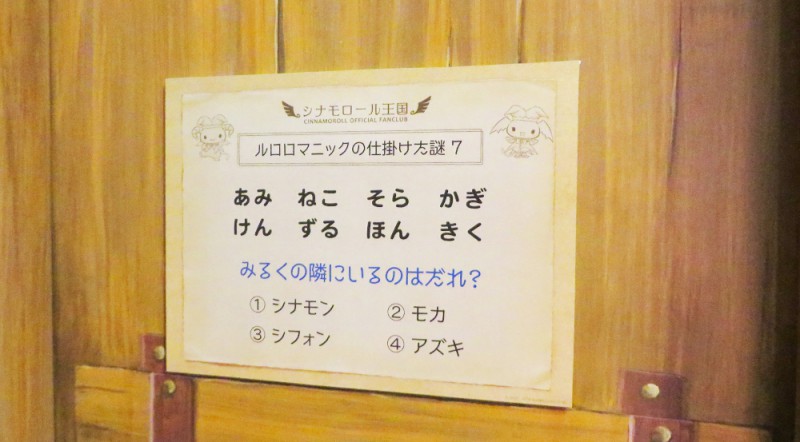 シナモロール王国
CINNAMOROLL OFFICIAL FANCLUB
ルロロマニックの仕掛けた謎 7
あみ ねこ そら かぎ
けん ずる ほん きく
みるくの隣にいるのはだれ?
① シナモン ② モカ
③ シフォン ④ アズキ